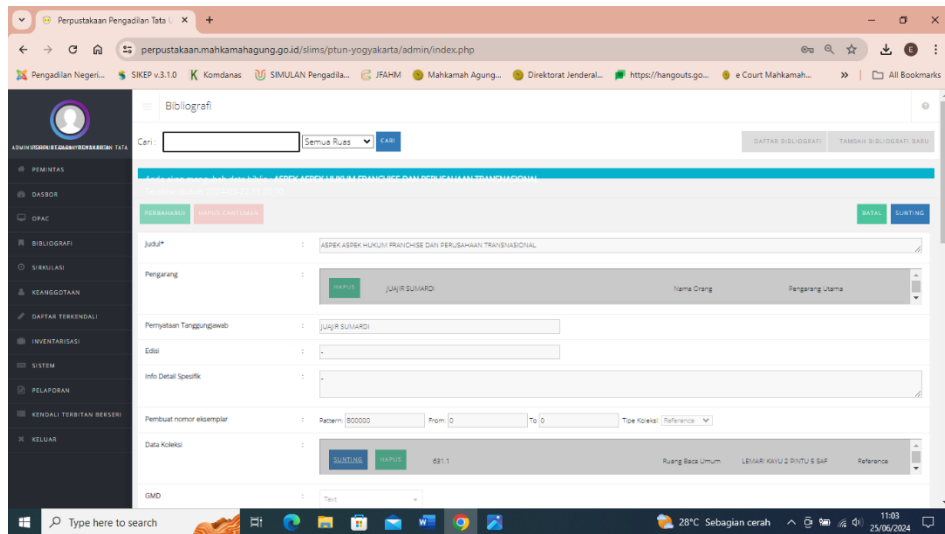 Perpustakaan Pengadilan Tata U
perpustakaan.mahkamahagung.go.id/slims/ptun-yogyakarta/admin/index.php
Pengadilan Negeri... SIKEP v.3.1.0 Komdanas SIMULAN Pengadila... JFAHM Mahkamah Agung... Direktorat Jenderal... https://hangouts.go... e Court Mahkamah... » All Bookmarks
Bibliografi
Cari : Semua Ruas CARI DAFTAR BIBLIOGRAFI TAMBAH BIBLIOGRAFI BARU
ASPEK ASPEK HUKUM FRANCHISE DAN PERUSAHAAN TRANSNASIONAL
PERBAHARUI HAPUS CANTUMAN BATAL SUNTING
PEMINTAS
DASBOR
OPAC
BIBLIOGRAFI
SIRKULASI
KEANGGOTAAN
DAFTAR TERKENDALI
INVENTARISASI
SISTEM
PELAPORAN
KENDALI TERBITAN BERSERI
KELUAR
Judul* : ASPEK ASPEK HUKUM FRANCHISE DAN PERUSAHAAN TRANSNASIONAL
Pengarang : HAPUS JUAJIR SUMARDI Nama Orang Pengarang Utama
Pernyataan Tanggungjawab : JUAJIR SUMARDI
Edisi : -
Info Detail Spesifik : -
Pembuat nomor eksemplar : Pattern: B00000 From: 0 To 0 Tipe Koleksi: Reference
Data Koleksi : SUNTING HAPUS 631.1 Ruang Baca Umum LEMARI KAYU 2 PINTU 8 SAP Reference
GMD : Text
Type here to search 28°C Sebagian cerah 11:03
25/06/2024